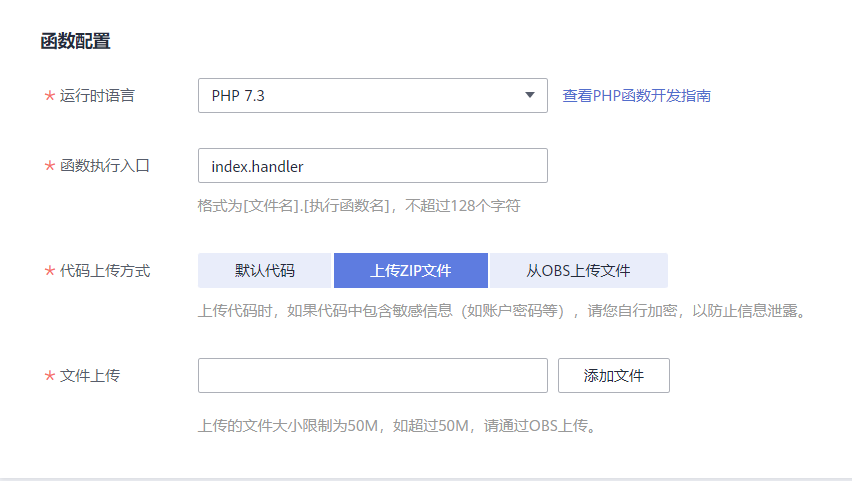 函数配置
* 运行时语言 PHP 7.3 查看PHP函数开发指南
* 函数执行入口 index.handler
格式为[文件名].[执行函数名]，不超过128个字符
* 代码上传方式 默认代码 上传ZIP文件 从OBS上传文件
上传代码时，如果代码中包含敏感信息（如账户密码等），请您自行加密，以防止信息泄露。
* 文件上传 添加文件
上传的文件大小限制为50M，如超过50M，请通过OBS上传。